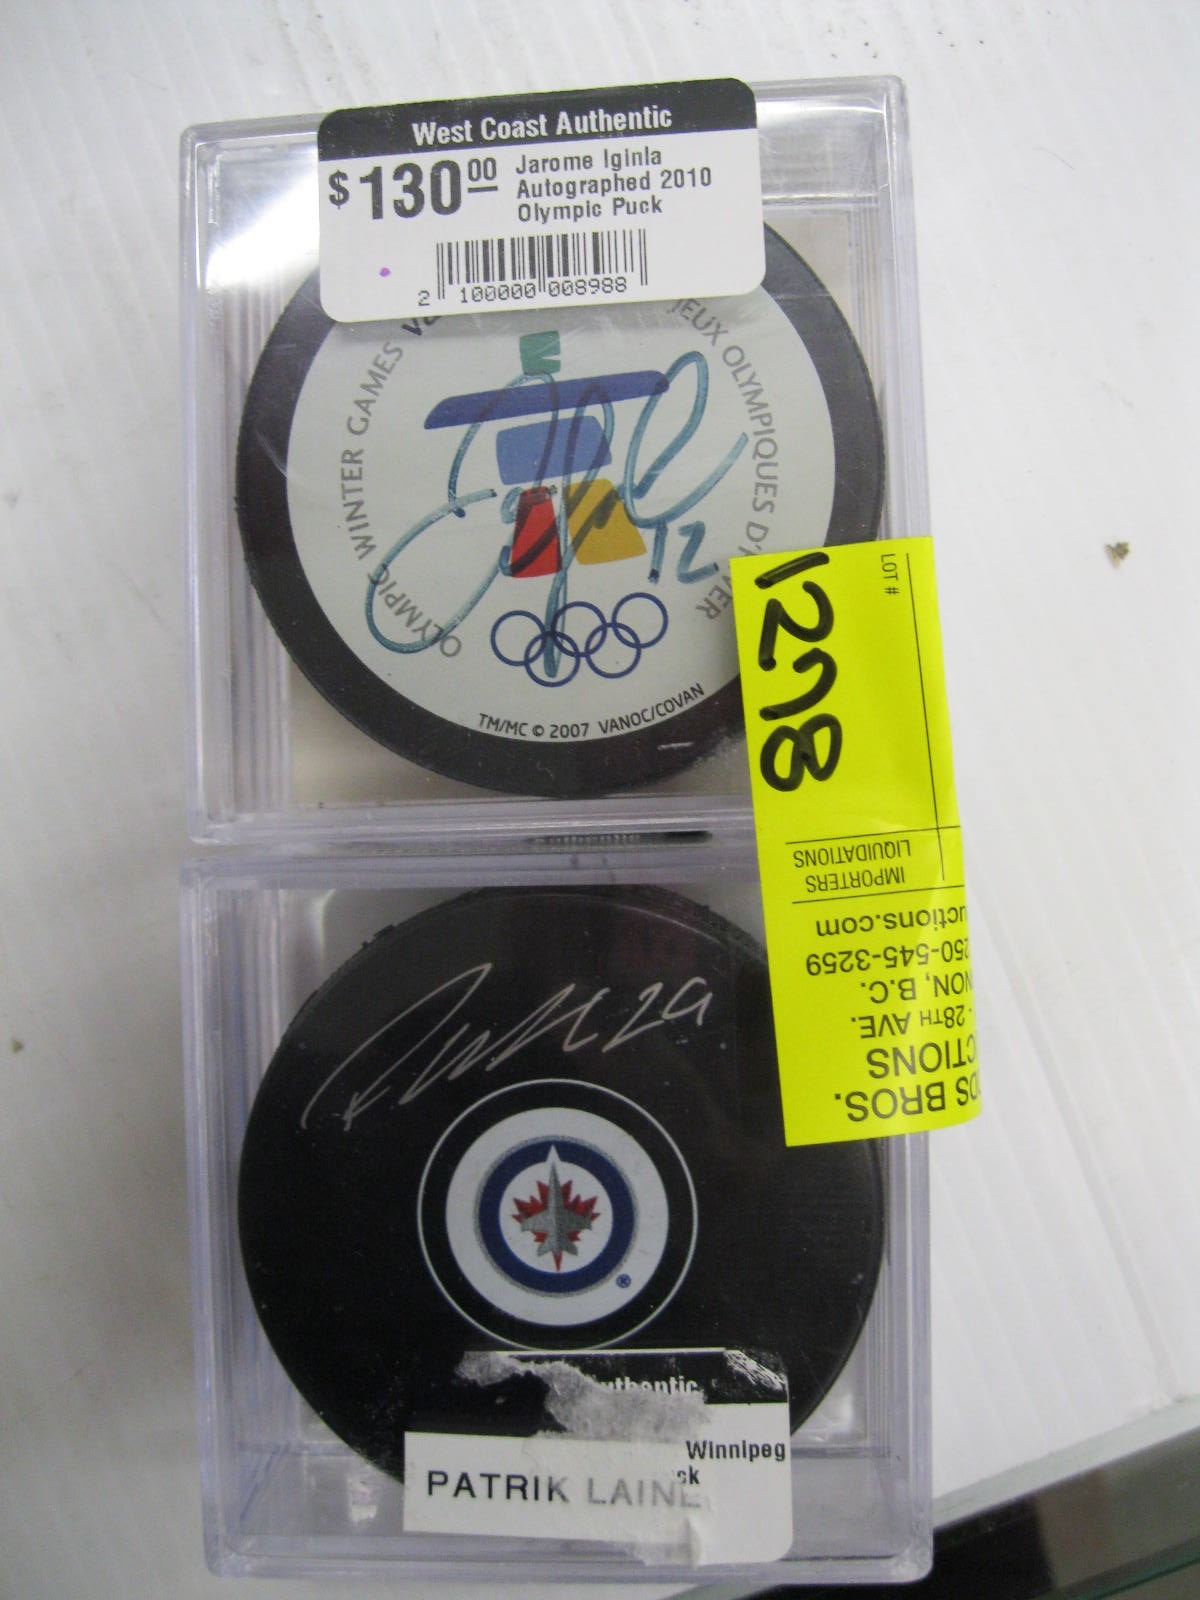 West Coast Authentic
$130.00 Jarome Iginla
Autographed 2010
Olympic Puck
2 100000 008988
OLYMPIC WINTER GAMES
JEUX OLYMPIQUES
12
TM/MC © 2007 VANOC/COVAN
LOT #
1278
IMPORTERS
LIQUIDATIONS
DS BROS.
CTIONS
28TH AVE.
NON, B.C.
250-545-3259
uctions.com
29
®
uthentic
Winnipeg
ck
PATRIK LAINE